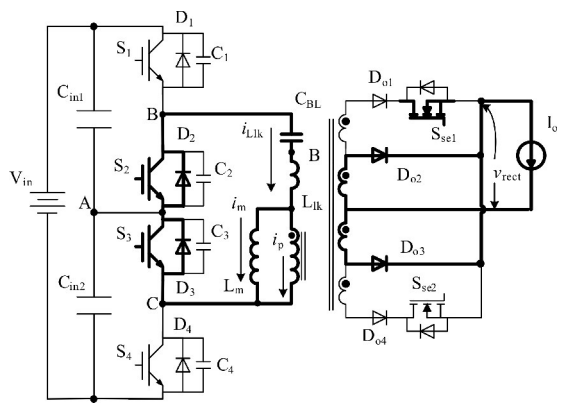 D1
S1
C1
Cin1
CBL
Do1
B
iLlk
Sse1
Io
D2
S2
C2
B
Do2
vrect
Vin
A
im
Llk
S3
C3
ip
Do3
Cin2
D3
Lm
Sse2
C
D4
S4
C4
Do4